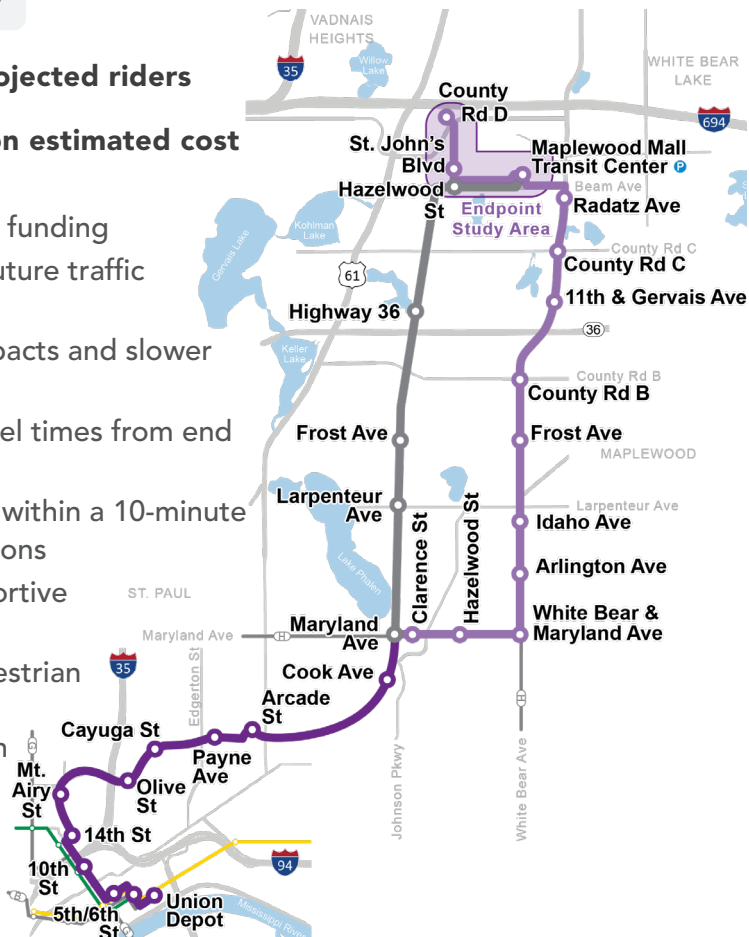 VADNAIS
HEIGHTS
Willow
Lake
35
WHITE BEAR
LAKE
ojected riders
County
Rd D
694
n estimated cost
St. John's
Blvd
Maplewood Mall
Transit Center P
Hazelwood
St
Beam Ave
Radatz Ave
Endpoint
Study Area
funding
Kohlman
Lake
Gervais Lake
County Rd C
County Rd C
uture traffic
61
11th & Gervais Ave
Highway 36
36
pacts and slower
Keller
Lake
County Rd B
County Rd B
el times from end
Frost Ave
Frost Ave
MAPLEWOOD
within a 10-minute
Larpenteur
Ave
Larpenteur Ave
Clarence St
Hazelwood St
Idaho Ave
ons
Lake Phalen
Arlington Ave
ortive
ST. PAUL
White Bear &
Maryland Ave
Maryland
Ave
Maryland Ave
H
35
Edgerton St
Cook Ave
estrian
Arcade
St
H
Cayuga St
Payne
Ave
n
G
Mt.
Airy
St
Olive
St
Johnson Pkwy
White Bear Ave
14th St
10th
St
94
5th/6th
St
Union
Depot
G
Mississippi River